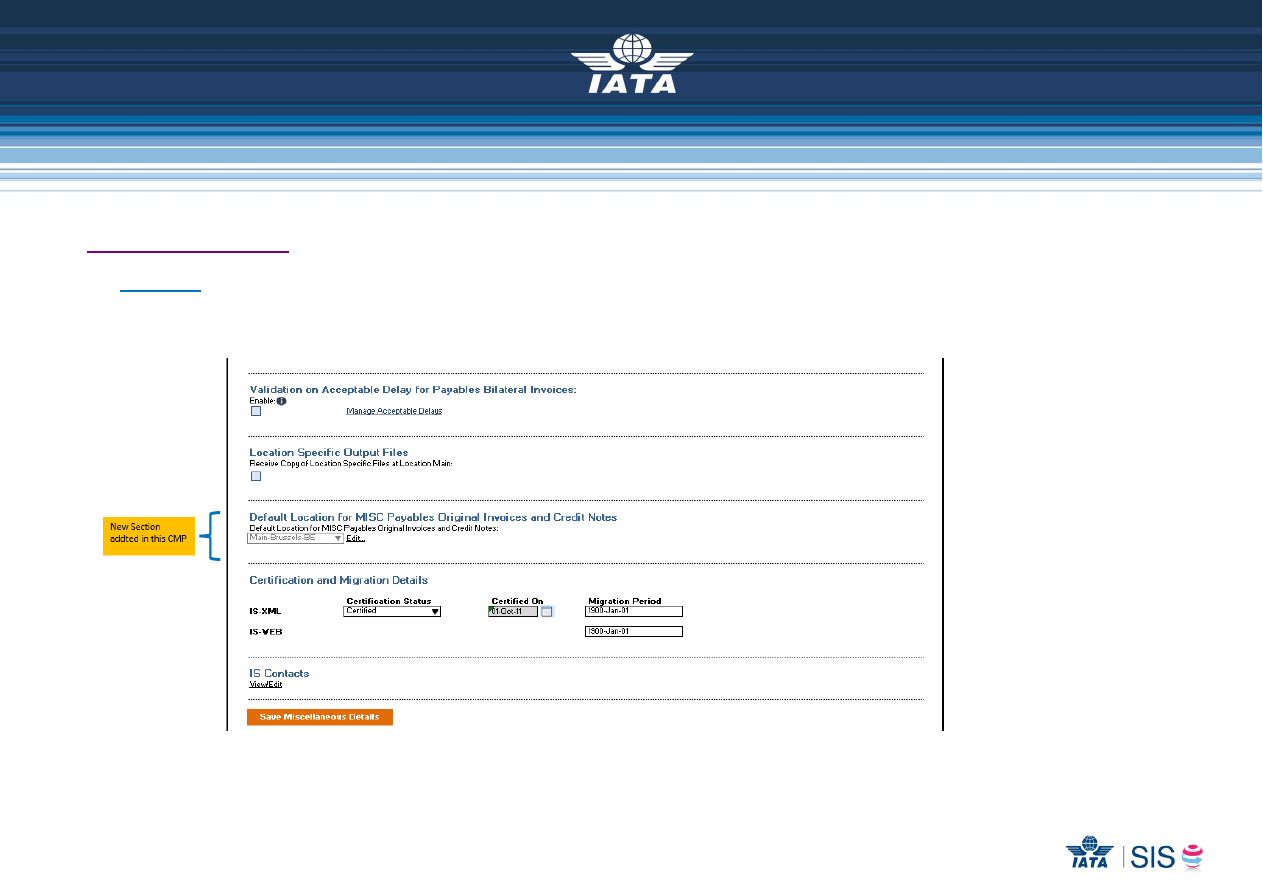 IATA
Validation on Acceptable Delay for Payables Bilateral Invoices:
Enable:
Manage Acceptable Delays
Location Specific Output Files
Receive Copy of Location Specific Files at Location Main:
New Section
addted in this CMP
Default Location for MISC Payables Original Invoices and Credit Notes
Default Location for MISC Payables Original Invoices and Credit Notes:
Main-Brussels-BE
Edit..
Certification and Migration Details
Certification Status Certified On Migration Period
IS-XML Certified 01-Oct-11 1900-Jan-01
IS-WEB 1900-Jan-01
IS Contacts
View/Edit
Save Miscellaneous Details
IATA SIS